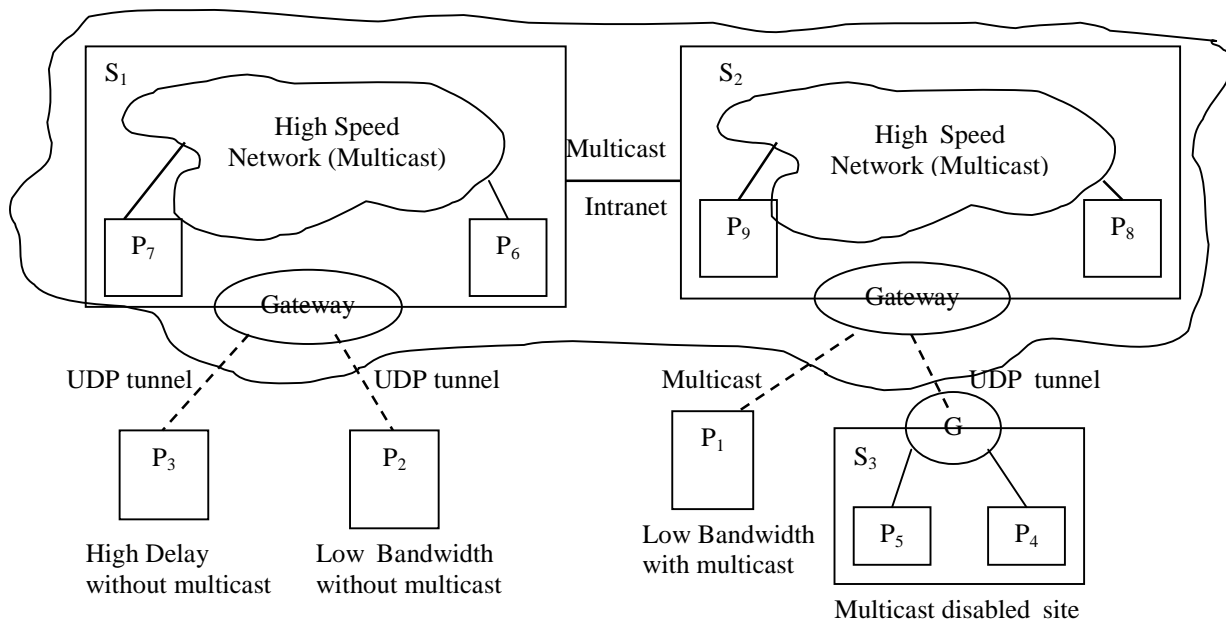 S₁
S₂
High Speed
Network (Multicast)
High Speed
Network (Multicast)
Multicast
Intranet
P₇
P₆
P₉
P₈
Gateway
Gateway
UDP tunnel
UDP tunnel
Multicast
UDP tunnel
P₃
P₂
P₁
G
S₃
P₅
P₄
High Delay
without multicast
Low Bandwidth
without multicast
Low Bandwidth
with multicast
Multicast disabled site